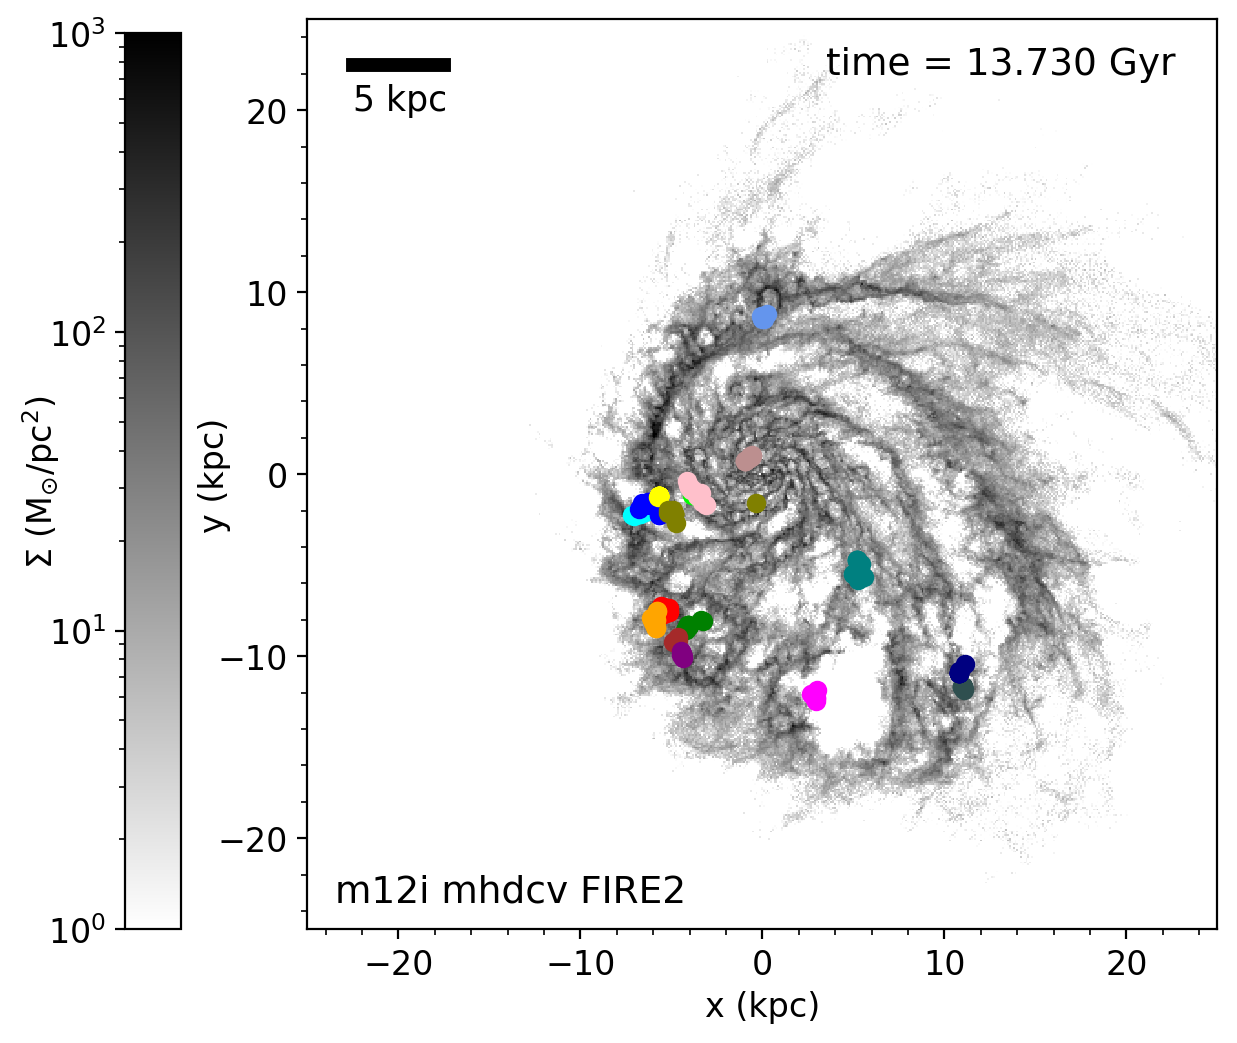 10³
10²
10¹
10⁰
Σ (M⊙/pc²)
20
10
0
−10
−20
y (kpc)
5 kpc
time = 13.730 Gyr
m12i mhdcv FIRE2
−20
−10
0
10
20
x (kpc)